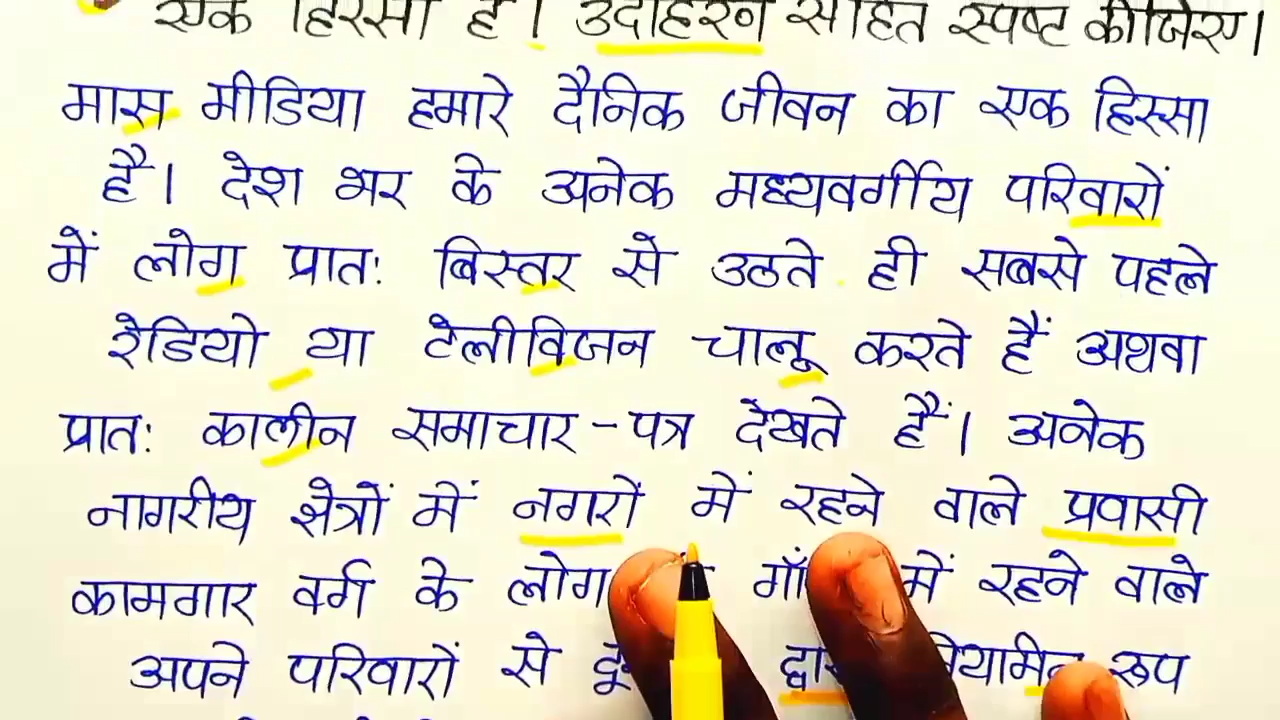 एक हिस्सा है। उदाहरन सहित स्पष्ट कीजिए।
मास मीडिया हमारे दैनिक जीवन का एक हिस्सा
है। देश भर के अनेक मध्यवर्गीय परिवारों
में लोग प्रातः बिस्तर से उठते ही सबसे पहले
रेडियो या टेलीविजन चालू करते हैं अथवा
प्रातः कालीन समाचार-पत्र देखते हैं। अनेक
नागरीय क्षेत्रों में नगरों में रहने वाले प्रवासी
कामगार वर्ग के लोग में रहने वाले
अपने परिवारों से रूप